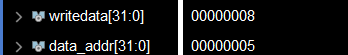 writedata[31:0] 00000008
data_addr[31:0] 00000005